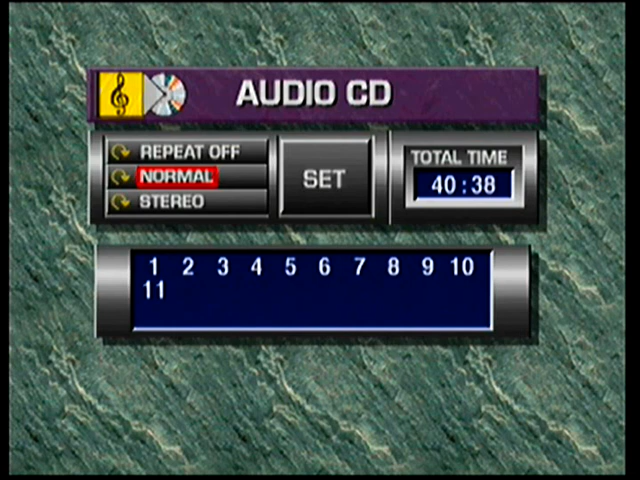 AUDIO CD
REPEAT OFF
NORMAL
STEREO
SET
TOTAL TIME
40:38
1 2 3 4 5 6 7 8 9 10
11